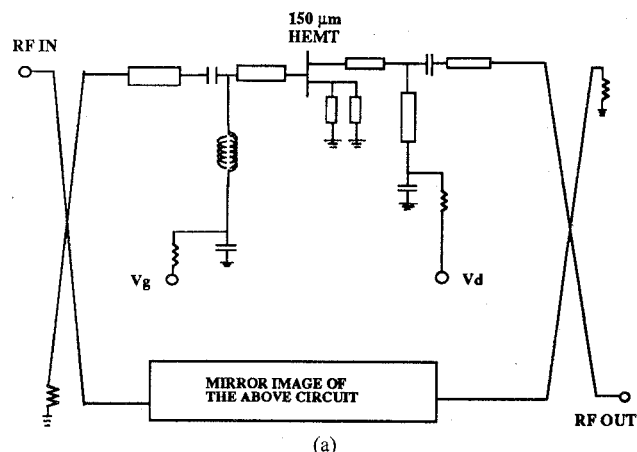 150 µm
HEMT
RF IN
Vg
Vd
MIRROR IMAGE OF
THE ABOVE CIRCUIT
RF OUT
(a)